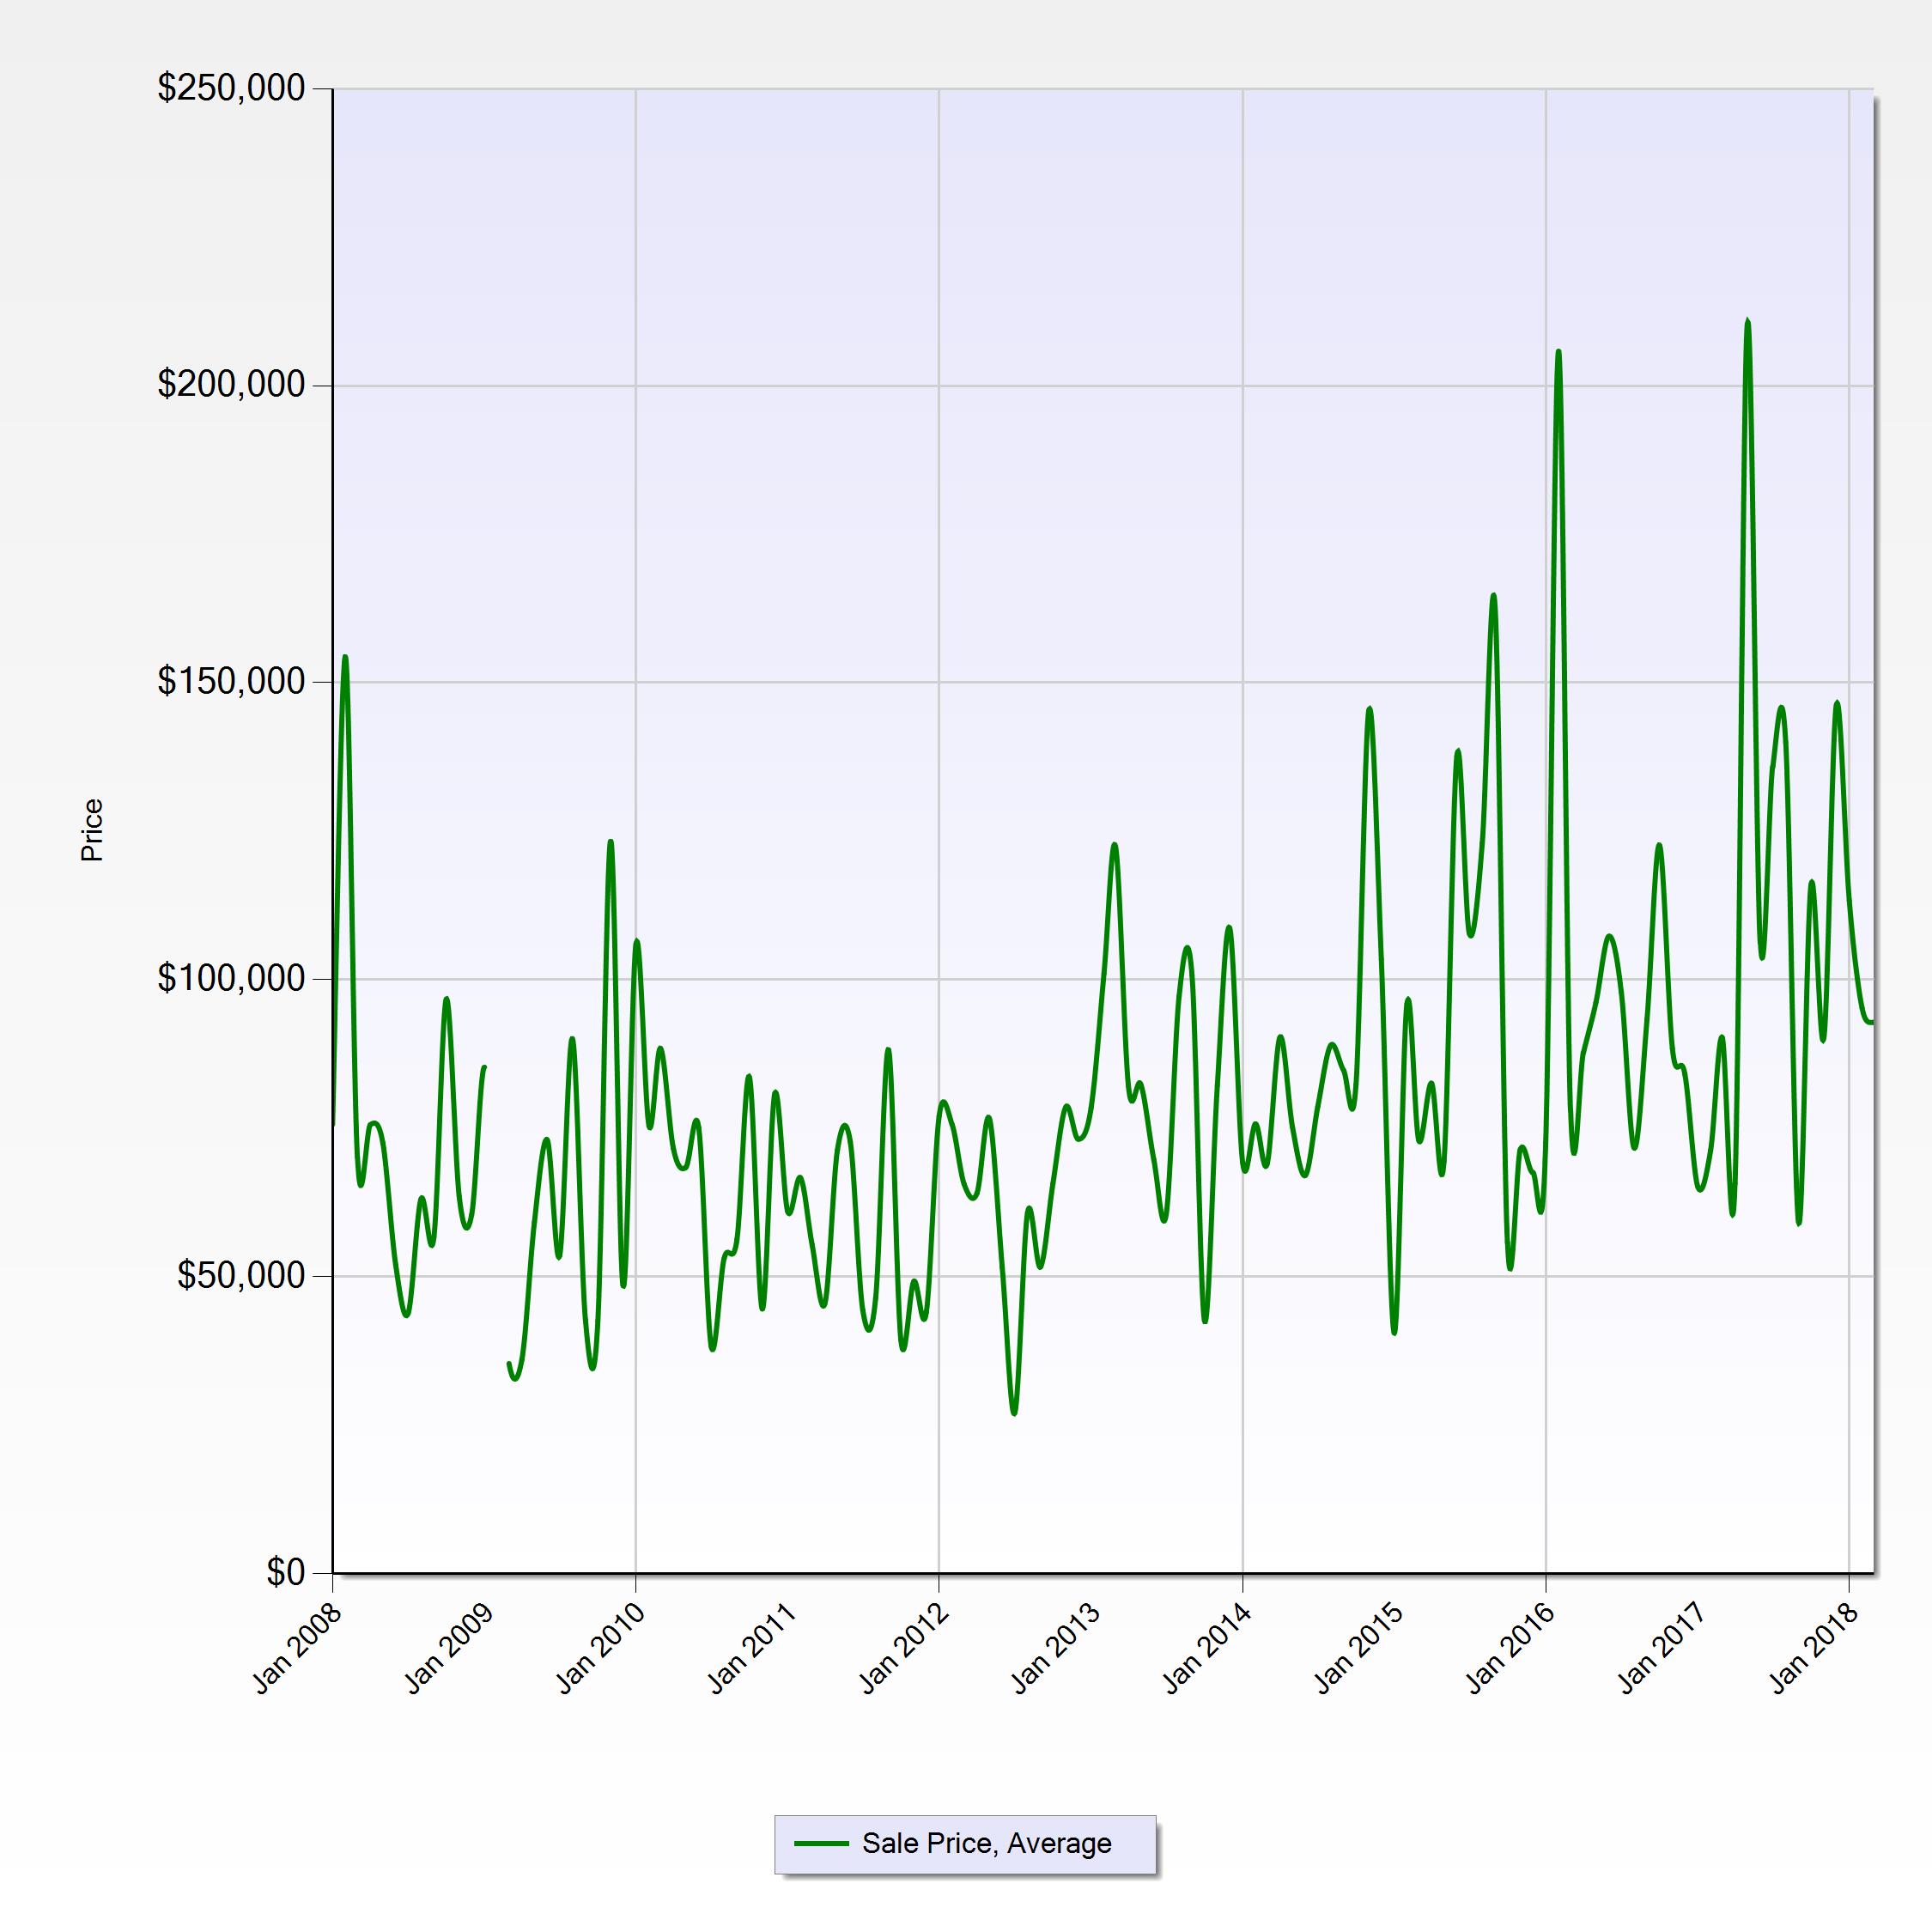 $250,000
$200,000
$150,000
$100,000
$50,000
$0
Price
Jan 2008
Jan 2009
Jan 2010
Jan 2011
Jan 2012
Jan 2013
Jan 2014
Jan 2015
Jan 2016
Jan 2017
Jan 2018
Sale Price, Average